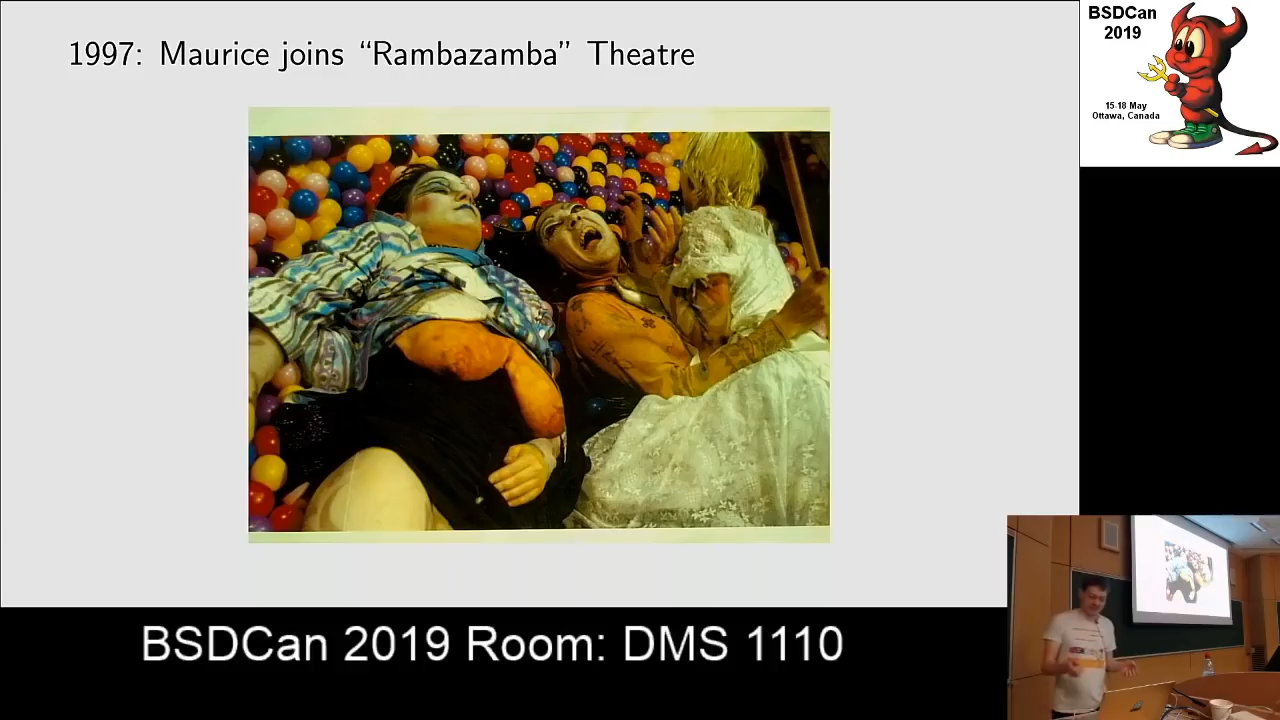 1997: Maurice joins “Rambazamba” Theatre
BSDCan
2019
15-18 May
Ottawa, Canada
BSDCan 2019 Room: DMS 1110